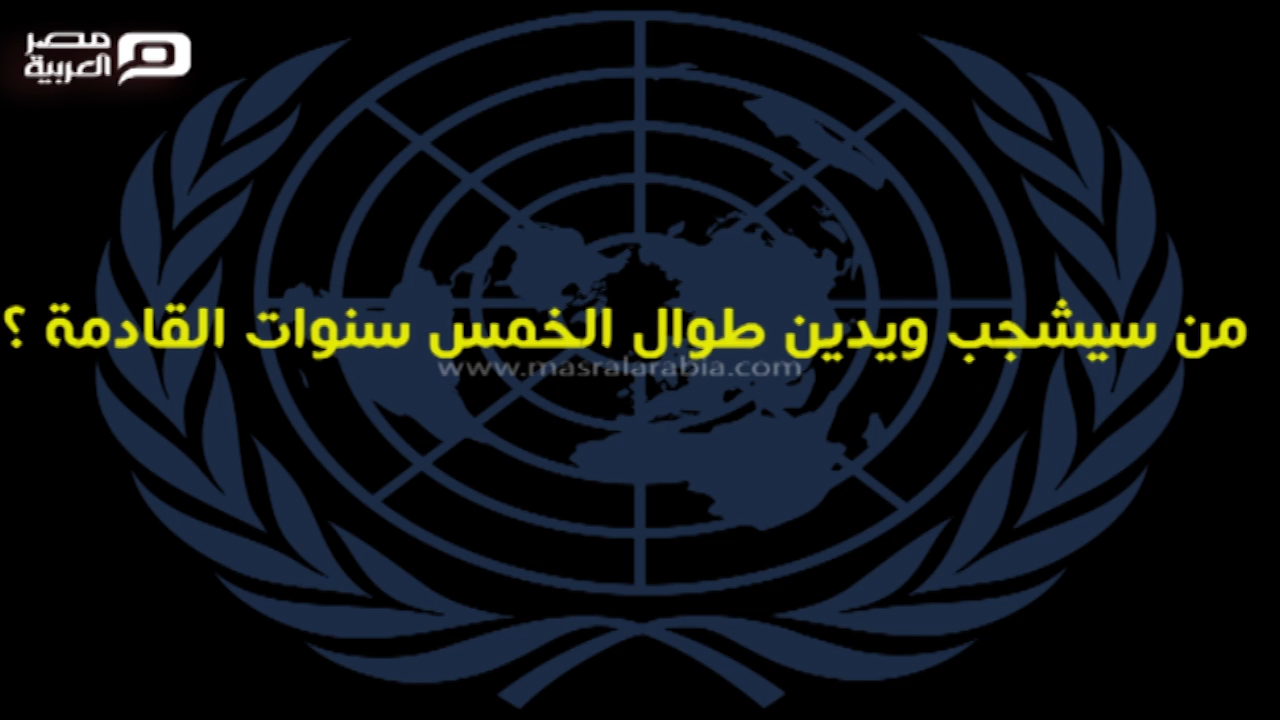 مصر
العربية
من سيشجب ويدين طوال الخمس سنوات القادمة ؟
www.masralarabia.com